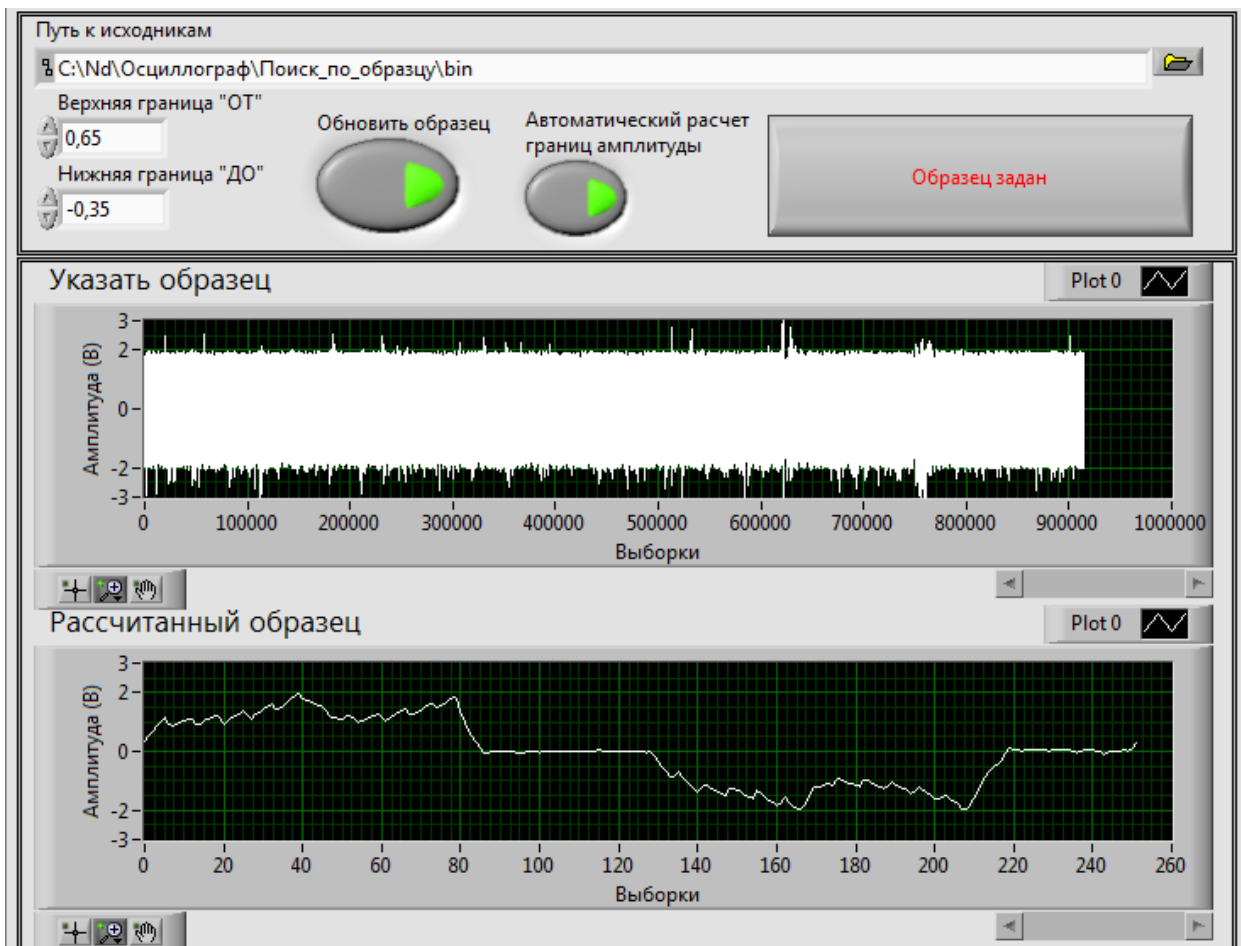 Путь к исходникам
C:\Nd\Осциллограф\Поиск_по_образцу\bin
Верхняя граница "ОТ"
0,65
Нижняя граница "ДО"
-0,35
Обновить образец
Автоматический расчет
границ амплитуды
Образец задан
Указать образец
Plot 0
Амплитуда (В)
3
2
0
-2
-3
0 100000 200000 300000 400000 500000 600000 700000 800000 900000 1000000
Выборки
Рассчитанный образец
Plot 0
Амплитуда (В)
3
2
0
-2
-3
0 20 40 60 80 100 120 140 160 180 200 220 240 260
Выборки